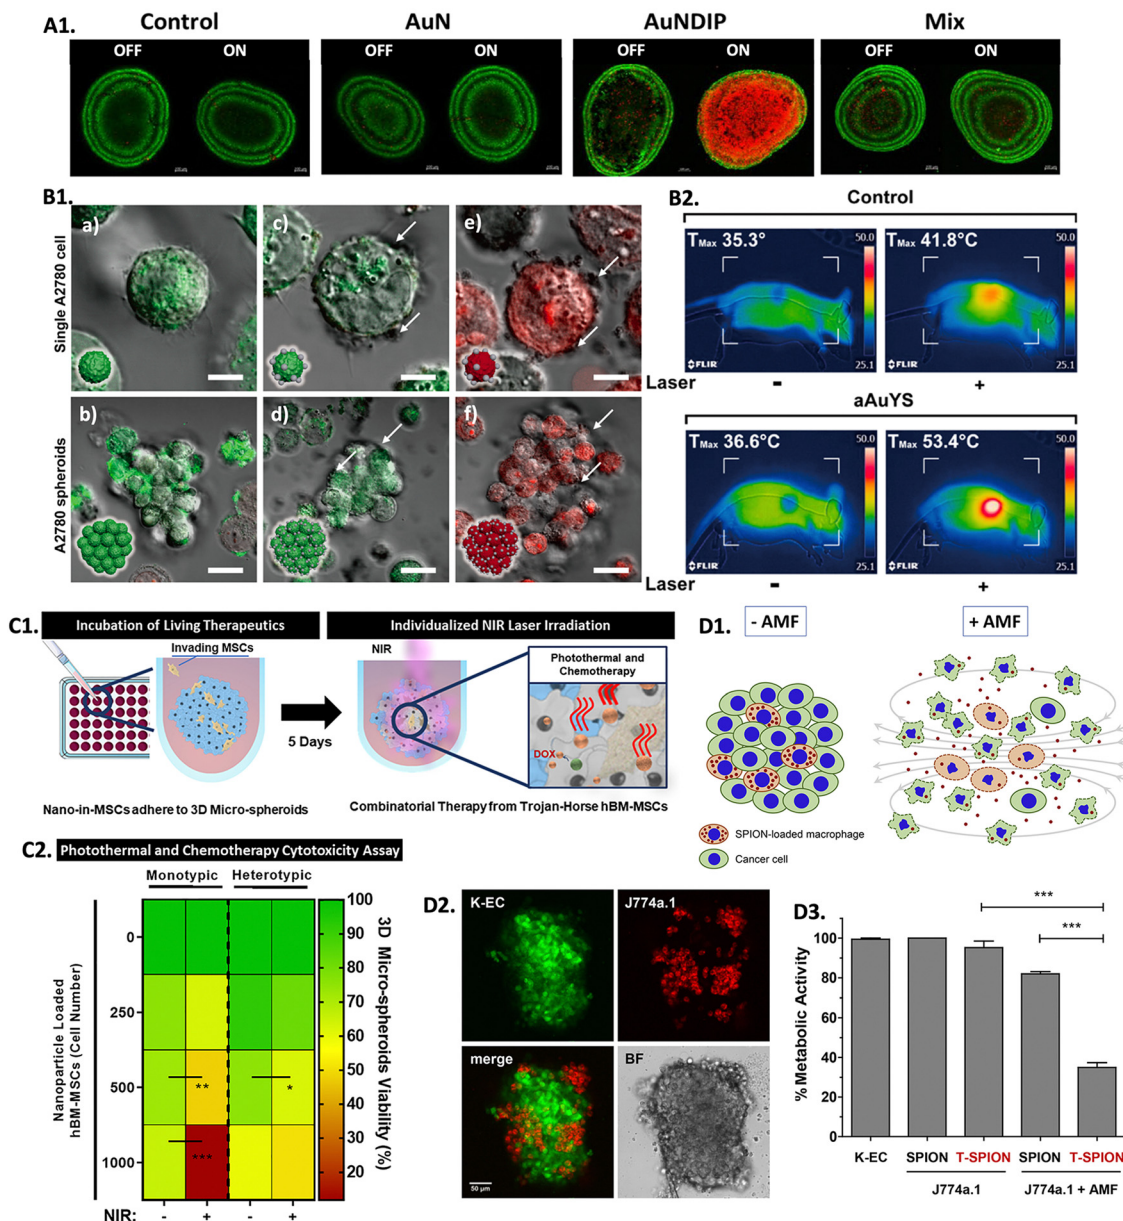 A1.
Control
AuN
AuNDIP
Mix
OFF
ON
OFF
ON
OFF
ON
OFF
ON
B1.
Single A2780 cell
a)
c)
e)
A2780 spheroids
b)
d)
f)
B2.
Control
TMax 35.3°
50.0
FLIR
25.1
TMax 41.8°C
50.0
FLIR
25.1
Laser
-
+
aAuYS
TMax 36.6°C
50.0
FLIR
25.1
TMax 53.4°C
50.0
FLIR
25.1
Laser
-
+
C1.
Incubation of Living Therapeutics
Invading MSCs
5 Days
Individualized NIR Laser Irradiation
NIR
Photothermal and
Chemotherapy
DOX
Nano-in-MSCs adhere to 3D Micro-spheroids
Combinatorial Therapy from Trojan-Horse hBM-MSCs
D1.
- AMF
+ AMF
SPION-loaded macrophage
Cancer cell
C2.
Photothermal and Chemotherapy Cytotoxicity Assay
Monotypic
Heterotypic
Nanoparticle Loaded
hBM-MSCs (Cell Number)
0
250
500
1000
**
*
***
NIR:
-
+
-
+
100
90
80
70
60
50
40
30
20
3D Micro-spheroids Viability (%)
D2.
K-EC
J774a.1
merge
BF
50 µm
D3.
% Metabolic Activity
100
80
60
40
20
0
***
***
K-EC
SPION
T-SPION
SPION
T-SPION
J774a.1
J774a.1 + AMF